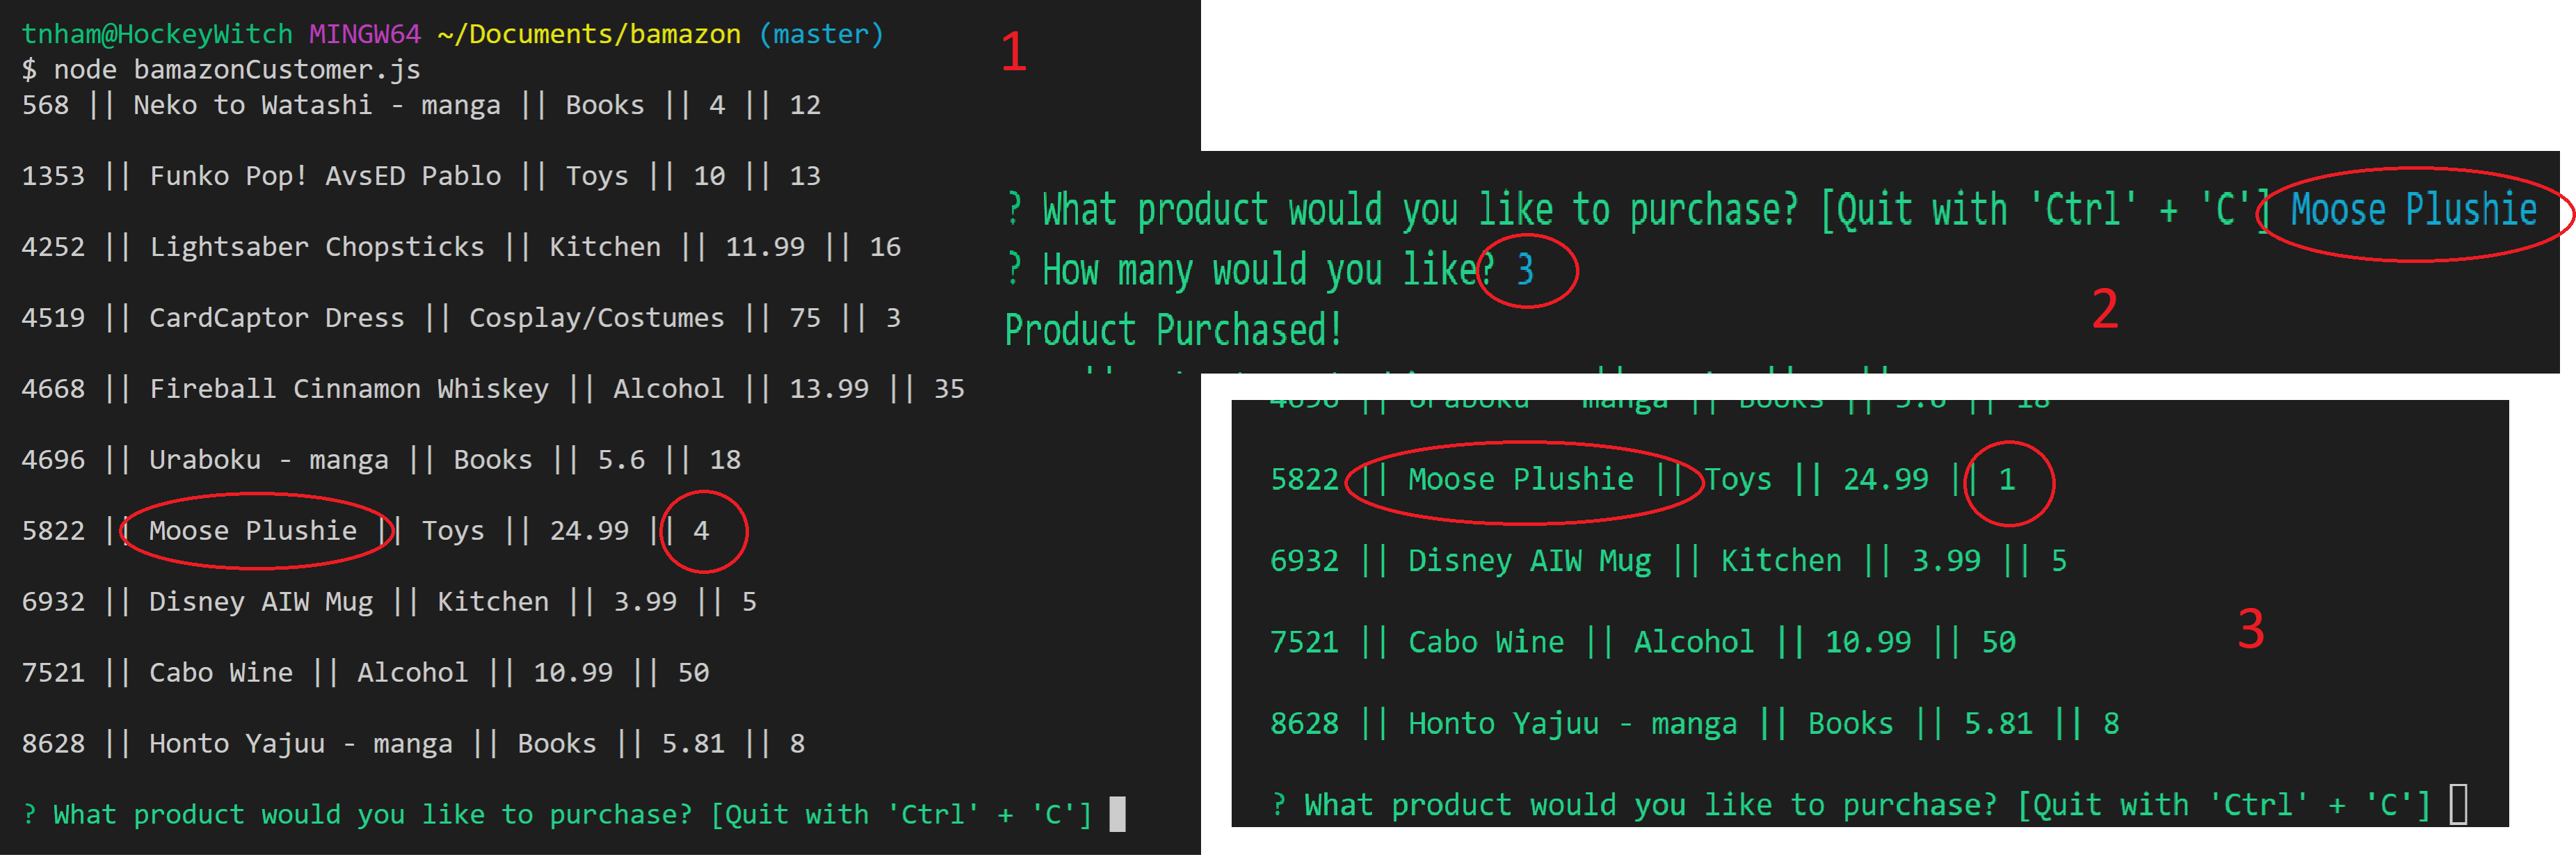 tnham@HockeyWitch MINGW64 ~/Documents/bamazon (master)
$ node bamazonCustomer.js
568 || Neko to Watashi - manga || Books || 4 || 12
1353 || Funko Pop! AvsED Pablo || Toys || 10 || 13
4252 || Lightsaber Chopsticks || Kitchen || 11.99 || 16
4519 || CardCaptor Dress || Cosplay/Costumes || 75 || 3
4668 || Fireball Cinnamon Whiskey || Alcohol || 13.99 || 35
4696 || Uraboku - manga || Books || 5.6 || 18
5822 || Moose Plushie || Toys || 24.99 || 4
6932 || Disney AIW Mug || Kitchen || 3.99 || 5
7521 || Cabo Wine || Alcohol || 10.99 || 50
8628 || Honto Yajuu - manga || Books || 5.81 || 8
? What product would you like to purchase? [Quit with 'Ctrl' + 'C']
1
? What product would you like to purchase? [Quit with 'Ctrl' + 'C'] Moose Plushie
? How many would you like? 3
Product Purchased!
2
4696 || Uraboku - manga || Books || 5.6 || 18
5822 || Moose Plushie || Toys || 24.99 || 1
6932 || Disney AIW Mug || Kitchen || 3.99 || 5
7521 || Cabo Wine || Alcohol || 10.99 || 50
8628 || Honto Yajuu - manga || Books || 5.81 || 8
? What product would you like to purchase? [Quit with 'Ctrl' + 'C']
3